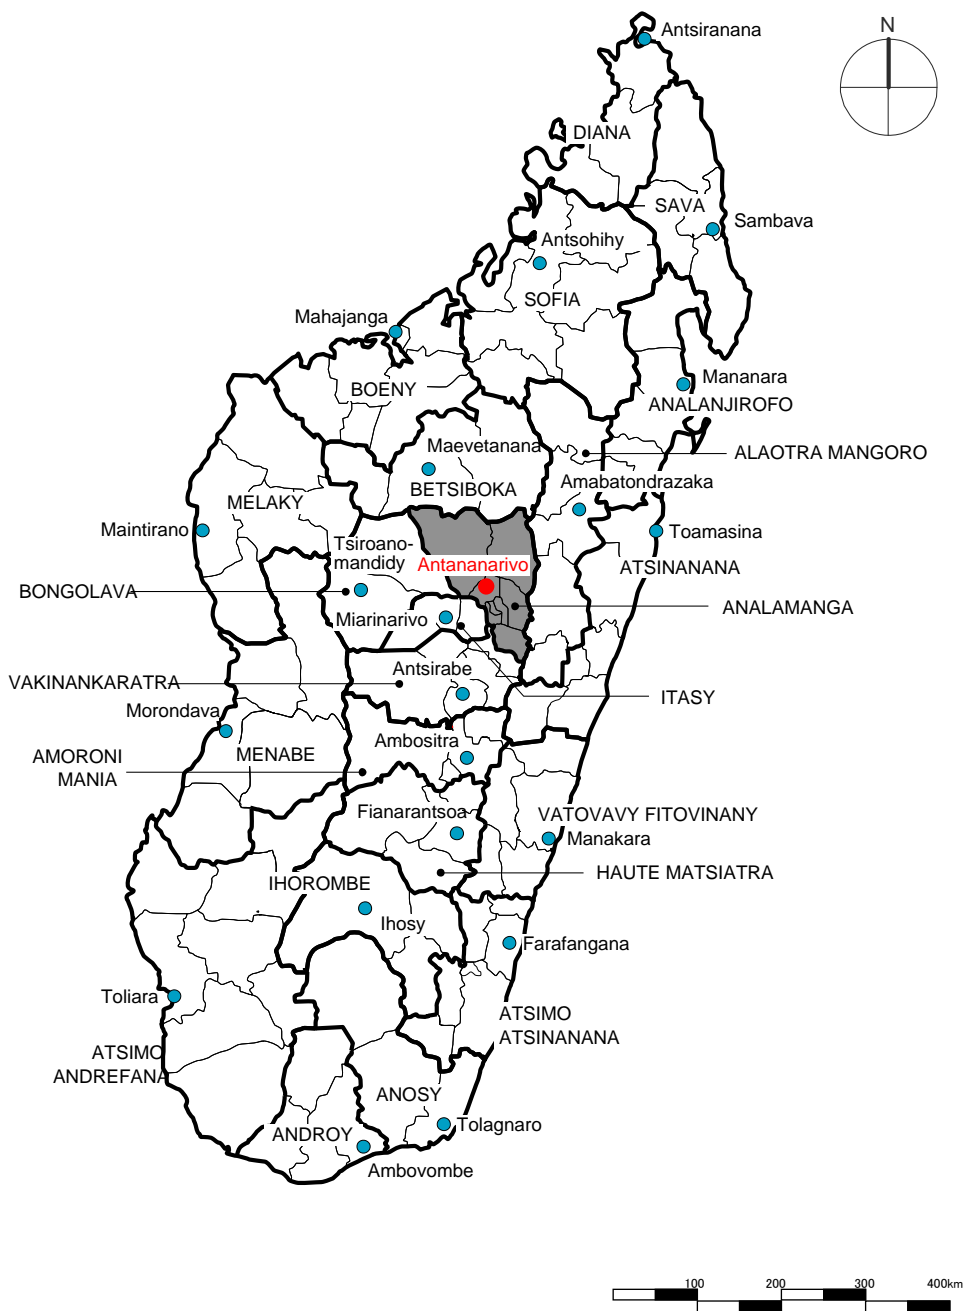 N
Antsiranana
DIANA
SAVA
Sambava
Antsohihy
SOFIA
Mahajanga
BOENY
Mananara
ANALANJIROFO
Maevetanana
ALAOTRA MANGORO
BETSIBOKA
Amabatondrazaka
MELAKY
Maintirano
Tsiroano-
mandidy
Antananarivo
Toamasina
ATSINANANA
BONGOLAVA
Miarinarivo
ANALAMANGA
Antsirabe
VAKINANKARATRA
ITASY
Morondava
Ambositra
MENABE
AMORONI
MANIA
Fianarantsoa
VATOVAVY FITOVINANY
Manakara
HAUTE MATSIATRA
IHOROMBE
Ihosy
Farafangana
Toliara
ATSIMO
ATSINANANA
ATSIMO
ANDREFANA
ANOSY
Tolagnaro
ANDROY
Ambovombe
100 200 300 400km